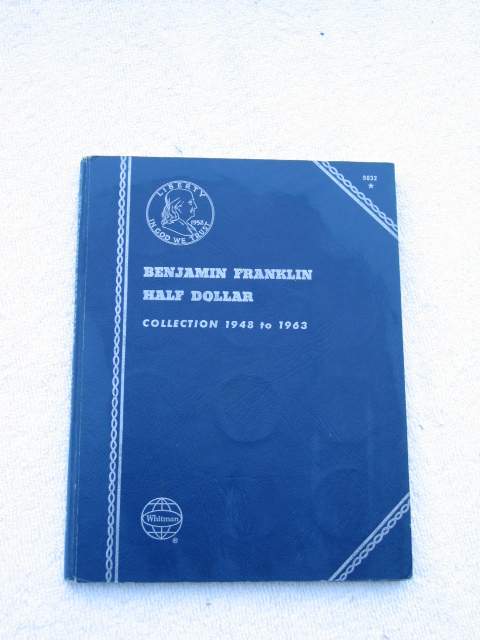 9032
★
LIBERTY
1952
IN GOD WE TRUST
BENJAMIN FRANKLIN
HALF DOLLAR
COLLECTION 1948 to 1963
Whitman
®